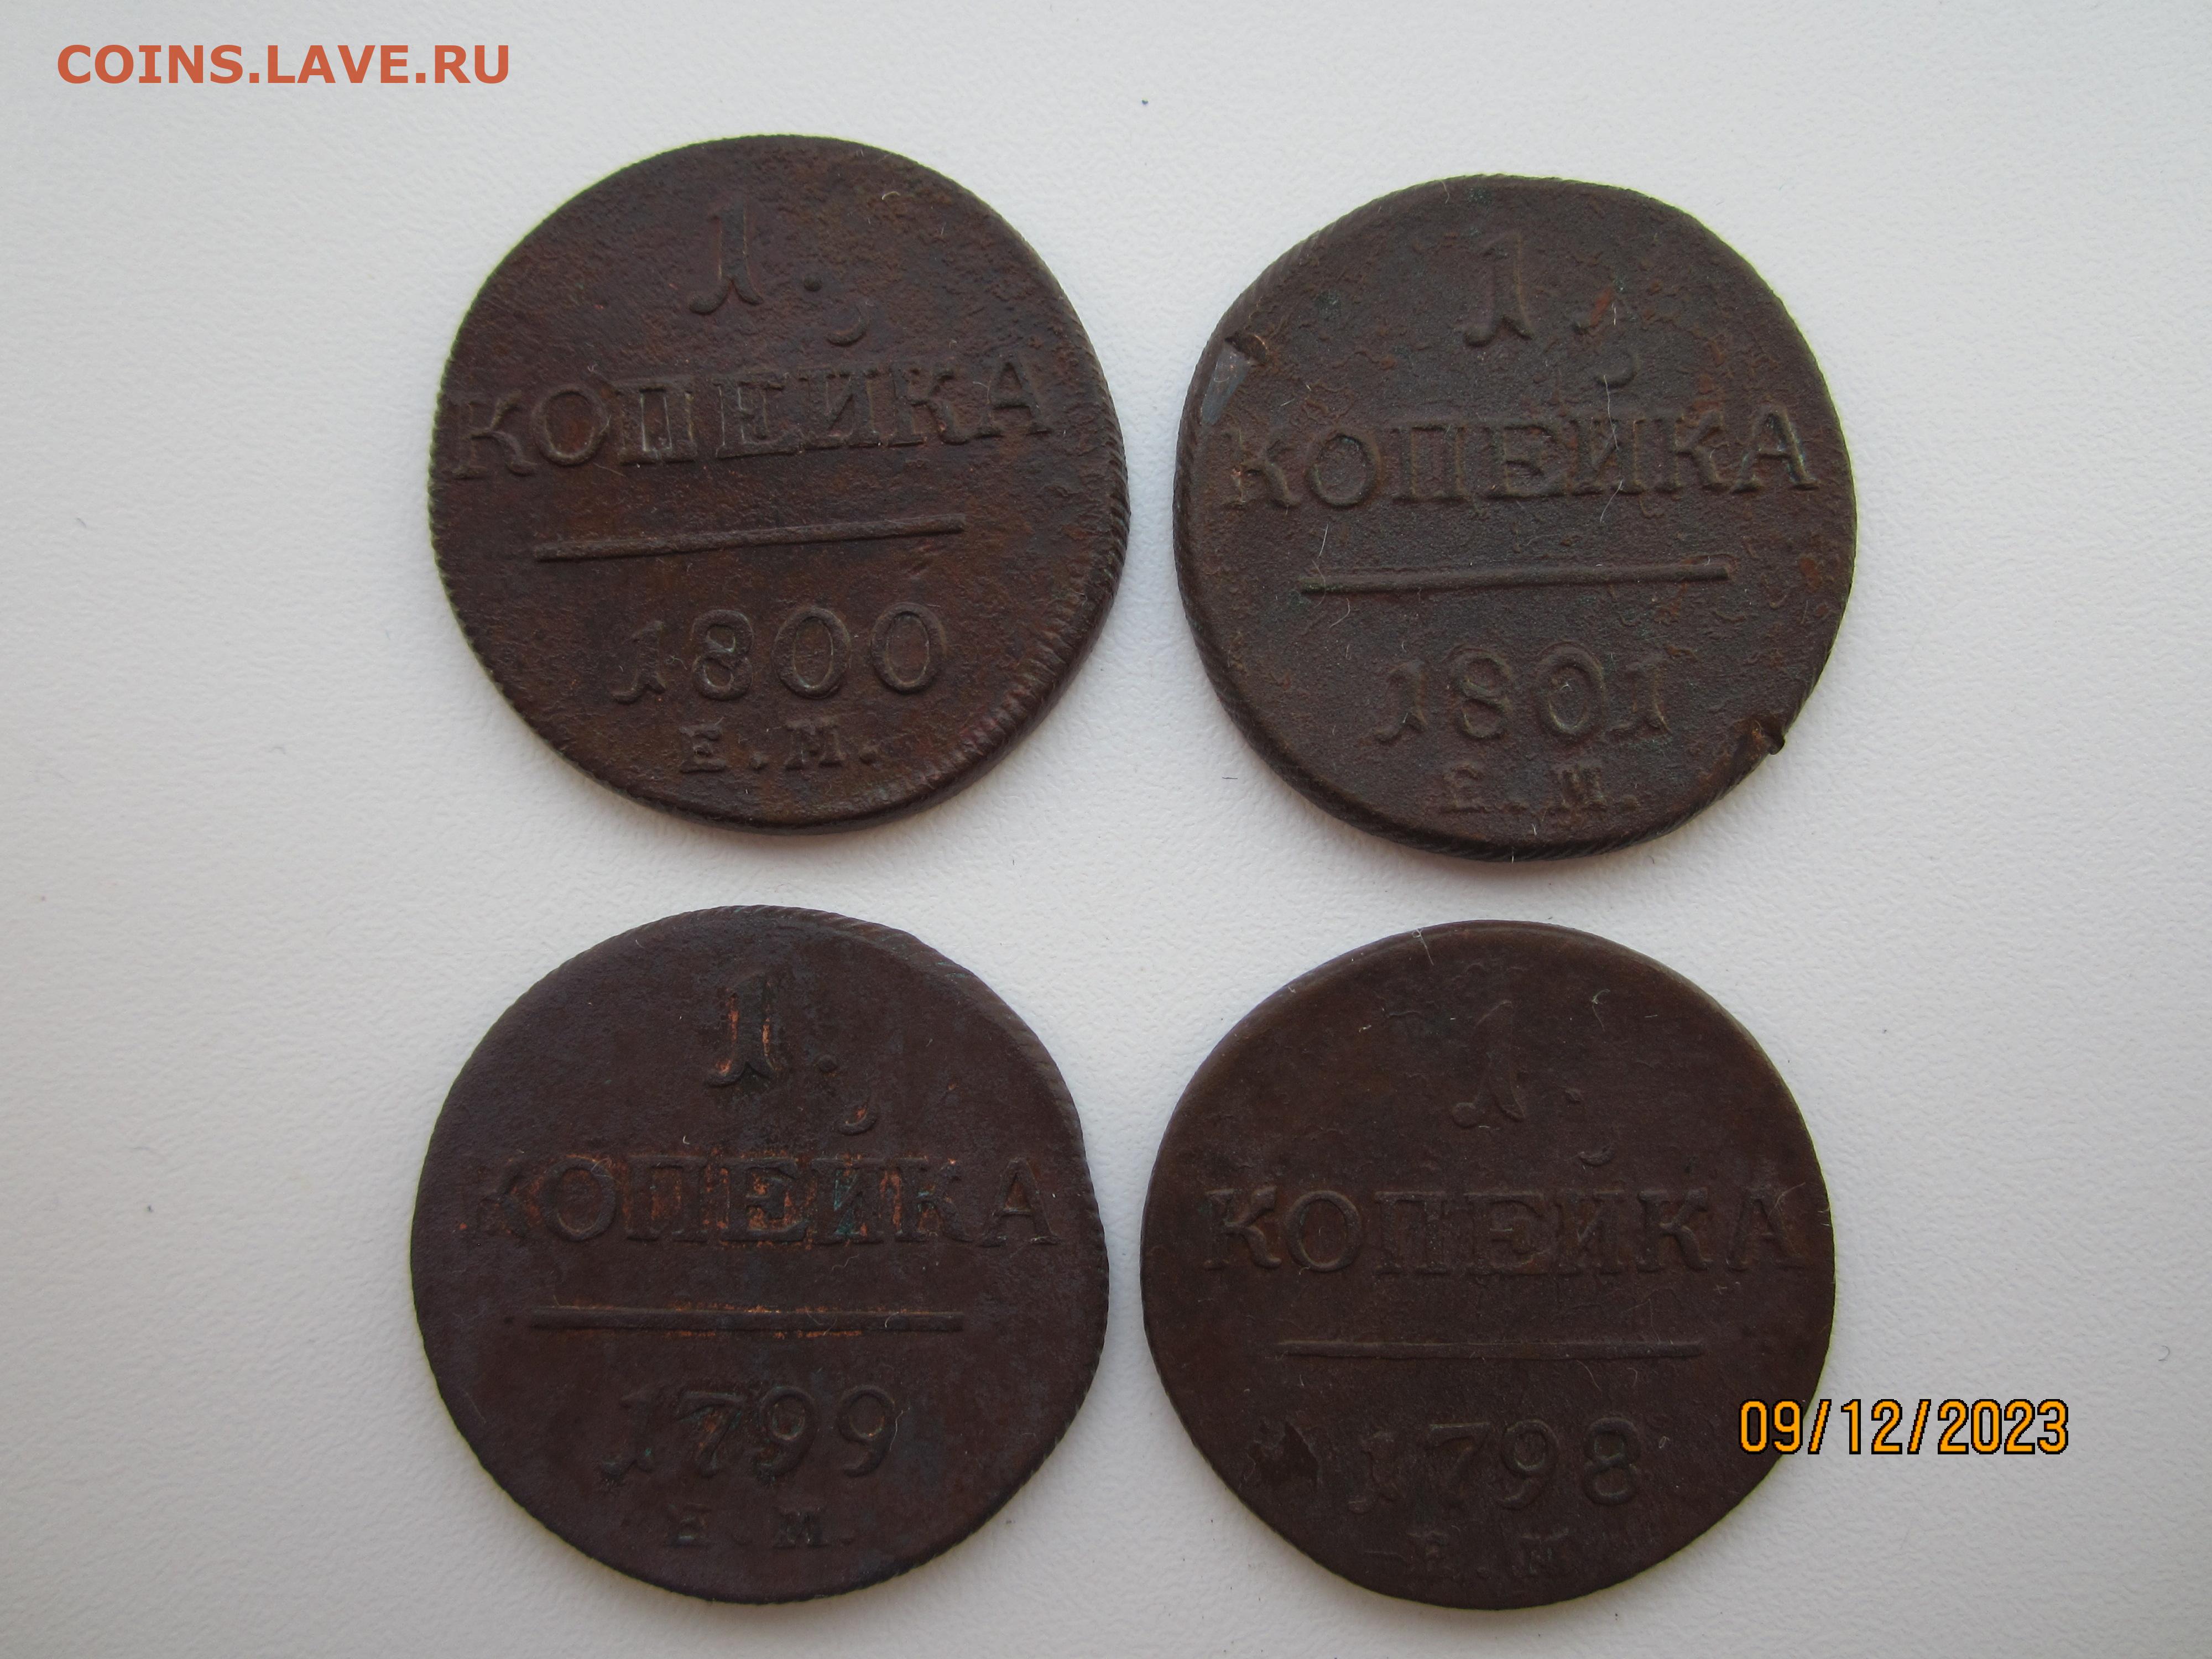 COINS.LAVE.RU
1.
КОПЕЙКА
1800
Е.М.
1.
КОПЕЙКА
1801
Е.М.
1.
КОПЕЙКА
1799
Е.М.
1.
КОПЕЙКА
1798
Е.М.
09/12/2023